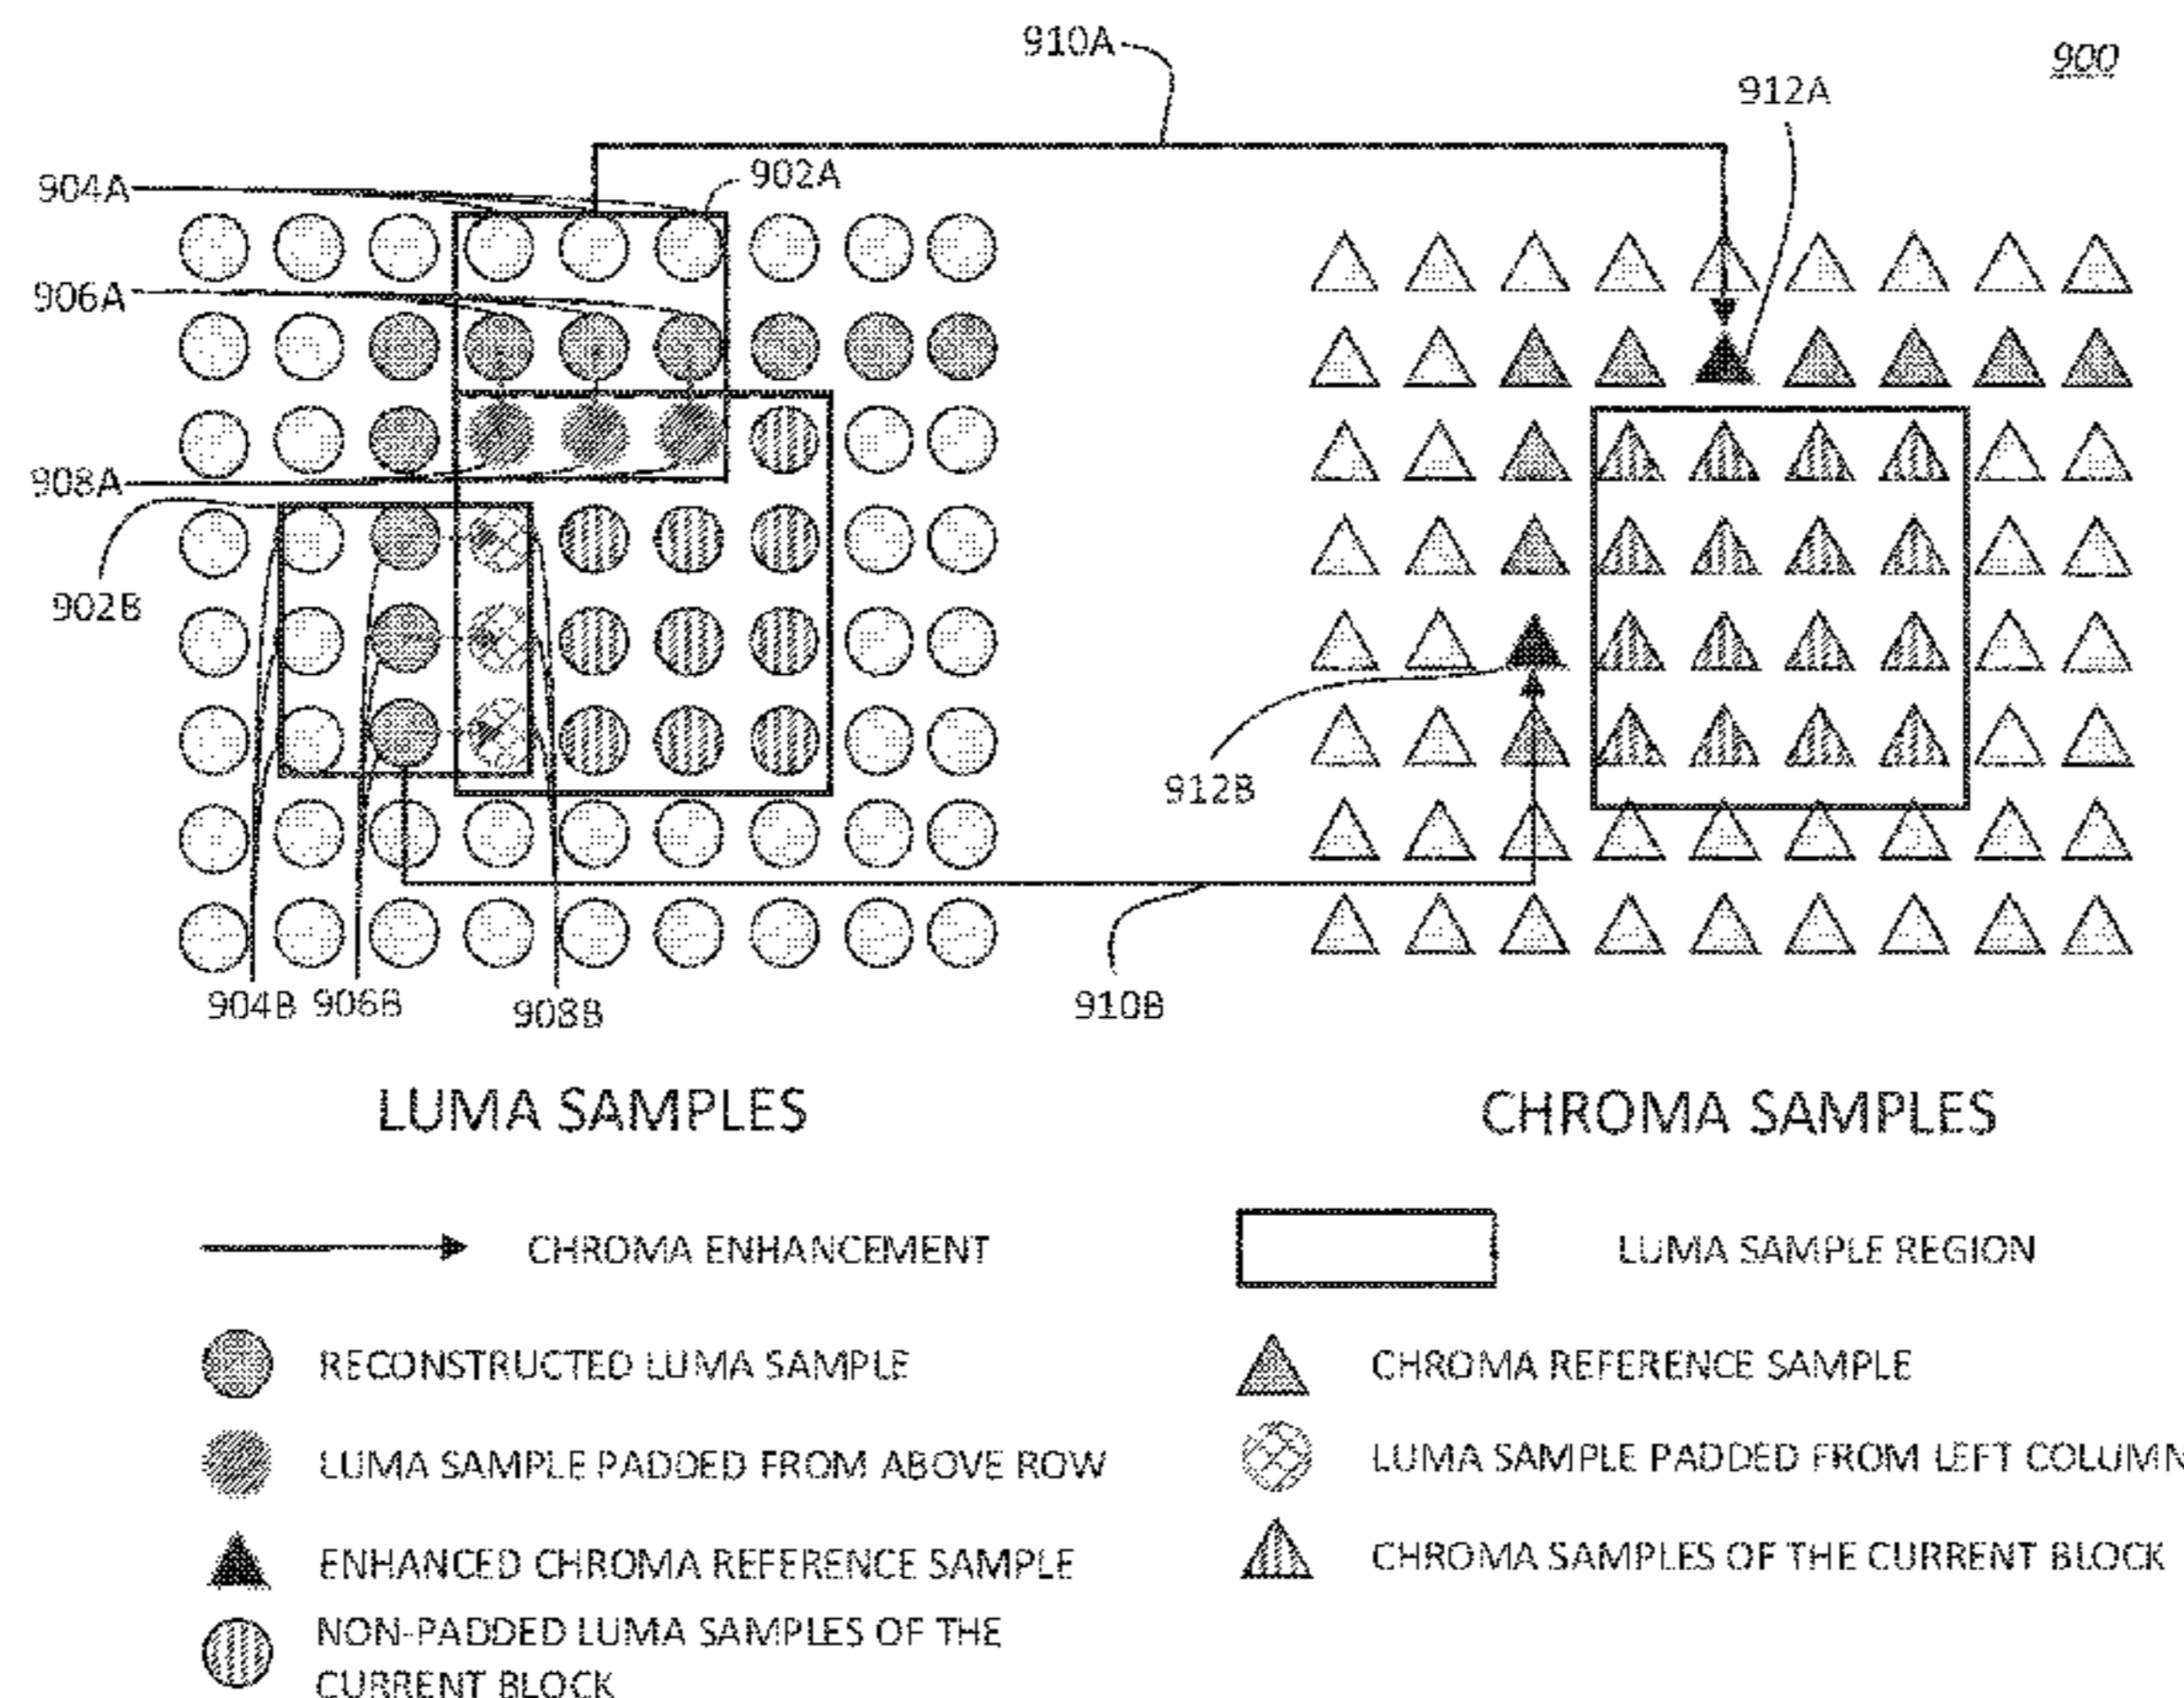 910A
900
912A
904A
902A
906A
908A
902B
912B
904B 906B
908B
910B
LUMA SAMPLES
CHROMA SAMPLES
CHROMA ENHANCEMENT
LUMA SAMPLE REGION
RECONSTRUCTED LUMA SAMPLE
CHROMA REFERENCE SAMPLE
LUMA SAMPLE PADDED FROM ABOVE ROW
LUMA SAMPLE PADDED FROM LEFT COLUMN
ENHANCED CHROMA REFERENCE SAMPLE
CHROMA SAMPLES OF THE CURRENT BLOCK
NON-PADDED LUMA SAMPLES OF THE
CURRENT BLOCK